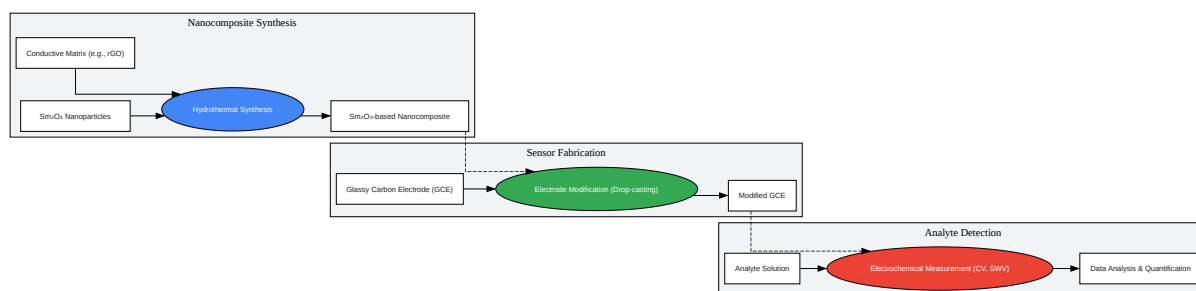 Nanocomposite Synthesis
Conductive Matrix (e.g., rGO)
Hydrothermal Synthesis
Sm₂O₃ Nanoparticles
Sm₂O₃-based Nanocomposite
Sensor Fabrication
Glassy Carbon Electrode (GCE)
Electrode Modification (Drop-casting)
Modified GCE
Analyte Detection
Analyte Solution
Electrochemical Measurement (CV, SWV)
Data Analysis & Quantification